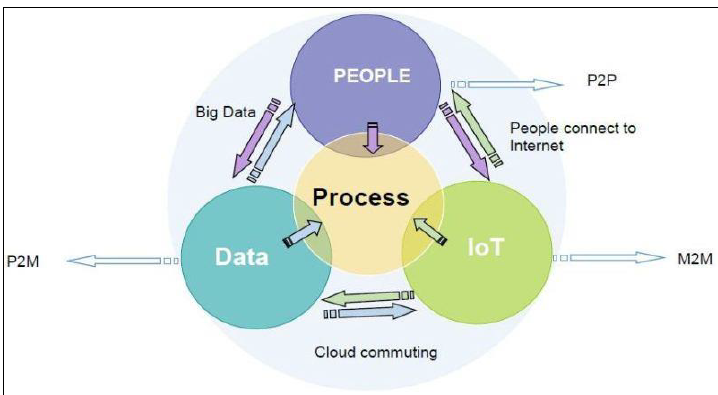 PEOPLE
P2P
Big Data
People connect to
Internet
Process
Data
IoT
P2M
M2M
Cloud commuting